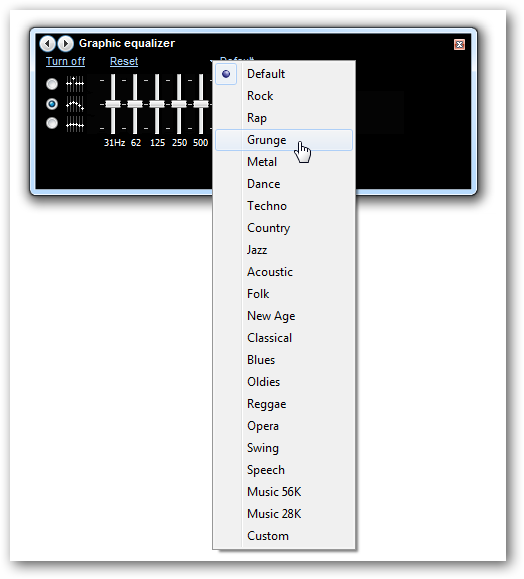 Graphic equalizer
Turn off Reset Default
31Hz 62 125 250 500
Default
Rock
Rap
Grunge
Metal
Dance
Techno
Country
Jazz
Acoustic
Folk
New Age
Classical
Blues
Oldies
Reggae
Opera
Swing
Speech
Music 56K
Music 28K
Custom